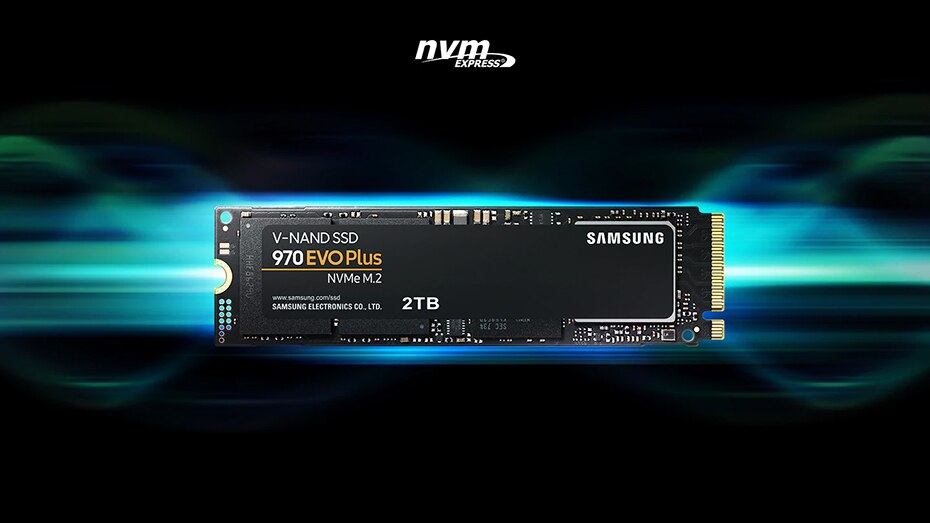 nvm
EXPRESS
V-NAND SSD
970 EVO Plus
NVMe M.2
www.samsung.com/ssd
SAMSUNG ELECTRONICS CO., LTD.
2TB
SAMSUNG